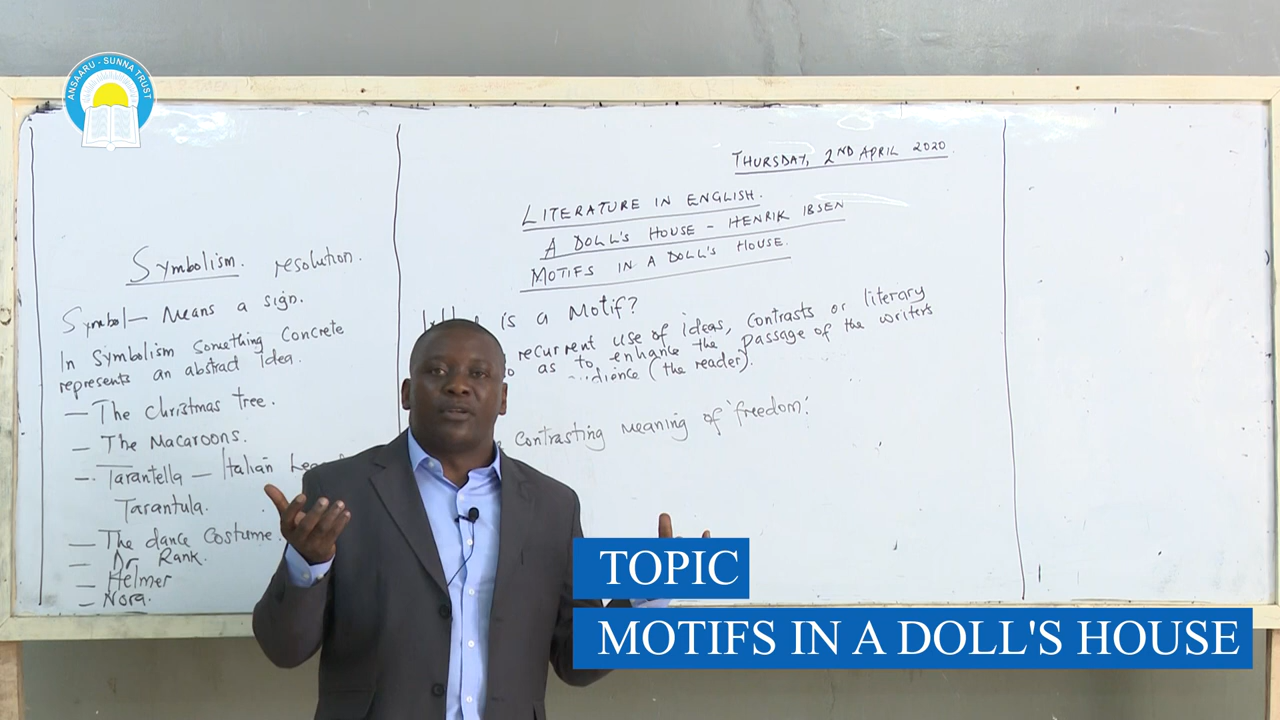 ANSAARU - SUNNA TRUST
Symbolism. resolution.
Symbol — Means a sign.
In Symbolism Something Concrete
represents an abstract Idea.
— The Christmas tree.
— The Macaroons.
— Tarantella — Italian
Tarantula.
— The dance Costume.
— Dr Rank.
— Helmer
— Nora.
THURSDAY, 2ND APRIL 2020
LITERATURE IN ENGLISH.
A DOLL'S HOUSE - HENRIK IBSEN
MOTIFS IN A DOLL'S HOUSE.
is a Motif?
recurrent use of ideas, contrasts or literary
as to enhance the passage of the writers
(the reader).
contrasting meaning of 'freedom'.
TOPIC
MOTIFS IN A DOLL'S HOUSE